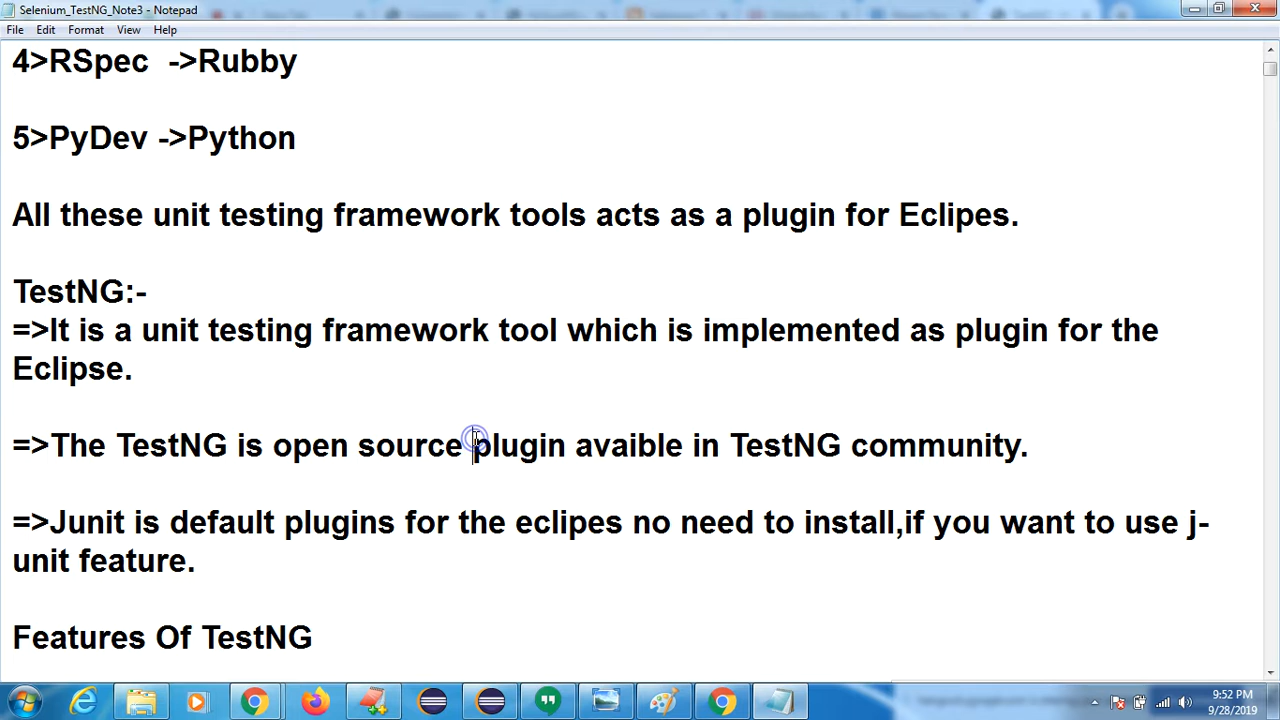 Selenium_TestNG_Note3 - Notepad
File Edit Format View Help
4>RSpec ->Rubby
5>PyDev ->Python
All these unit testing framework tools acts as a plugin for Eclipes.
TestNG:-
=>It is a unit testing framework tool which is implemented as plugin for the
Eclipse.
=>The TestNG is open source plugin avaible in TestNG community.
=>Junit is default plugins for the eclipes no need to install,if you want to use j-
unit feature.
Features Of TestNG
9:52 PM
9/28/2019